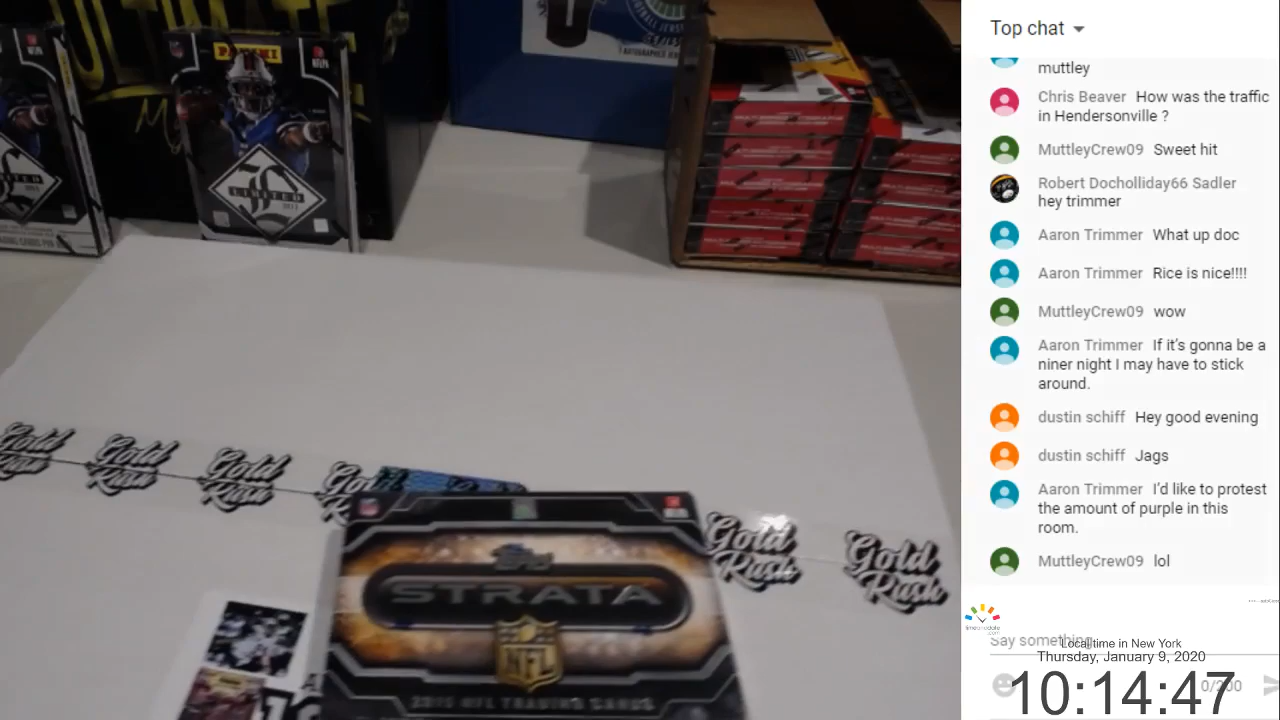 Top chat
muttley
Chris Beaver How was the traffic
in Hendersonville ?
MuttleyCrew09 Sweet hit
Robert Docholliday66 Sadler
hey trimmer
Aaron Trimmer What up doc
Aaron Trimmer Rice is nice!!!!
MuttleyCrew09 wow
Aaron Trimmer If it's gonna be a
niner night I may have to stick
around.
dustin schiff Hey good evening
dustin schiff Jags
Aaron Trimmer I'd like to protest
the amount of purple in this
room.
MuttleyCrew09 lol
Say something...
Local time in New York
Thursday, January 9, 2020
10:14:47
0/200
PANINI
LIMITED
Gold Rush
Gold Rush
Gold Rush
Gold Rush
Gold Rush
topps
STRATA
NFL
2015 NFL TRADING CARDS